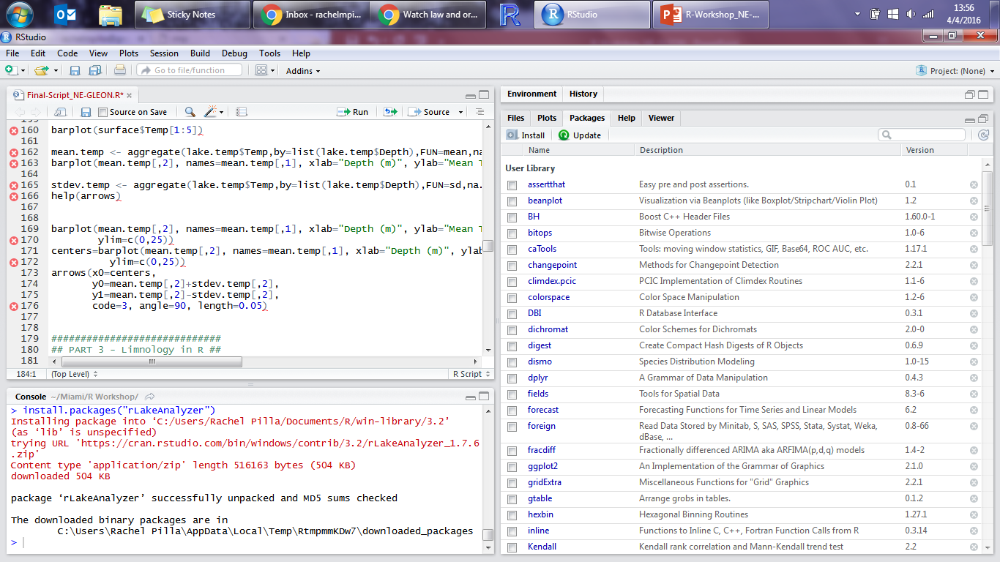 Sticky Notes
Inbox - rachelmpi...
Watch law and or...
RStudio
R-Workshop_NE-...
13:56
4/4/2016
RStudio
File Edit Code View Plots Session Build Debug Tools Help
Go to file/function
Addins
Project: (None)
Final-Script_NE-GLEON.R*
Source on Save
Run
Source
160 barplot(surface$Temp[1:5])
161
162 mean.temp <- aggregate(lake.temp$Temp,by=list(lake.temp$Depth),FUN=mean,na
163 barplot(mean.temp[,2], names=mean.temp[,1], xlab="Depth (m)", ylab="Mean T
164
165 stdev.temp <- aggregate(lake.temp$Temp,by=list(lake.temp$Depth),FUN=sd,na.
166 help(arrows)
167
168
169 barplot(mean.temp[,2], names=mean.temp[,1], xlab="Depth (m)", ylab="Mean T
170 ylim=c(0,25))
171 centers=barplot(mean.temp[,2], names=mean.temp[,1], xlab="Depth (m)", ylab
172 ylim=c(0,25))
173 arrows(x0=centers,
174 y0=mean.temp[,2]+stdev.temp[,2],
175 y1=mean.temp[,2]-stdev.temp[,2],
176 code=3, angle=90, length=0.05)
177
178
179 #############################
180 ## PART 3 - Limnology in R ##
181
184:1 (Top Level) R Script
Console ~/Miami/R Workshop/
> install.packages("rLakeAnalyzer")
Installing package into ‘C:/Users/Rachel Pilla/Documents/R/win-library/3.2’
(as ‘lib’ is unspecified)
trying URL 'https://cran.rstudio.com/bin/windows/contrib/3.2/rLakeAnalyzer_1.7.6
.zip'
Content type 'application/zip' length 516163 bytes (504 KB)
downloaded 504 KB
package ‘rLakeAnalyzer’ successfully unpacked and MD5 sums checked
The downloaded binary packages are in
C:\Users\Rachel Pilla\AppData\Local\Temp\RtmpmmKDw7\downloaded_packages
>
Environment History
Files Plots Packages Help Viewer
Install Update
Name Description Version
User Library
assertthat Easy pre and post assertions. 0.1
beanplot Visualization via Beanplots (like Boxplot/Stripchart/Violin Plot) 1.2
BH Boost C++ Header Files 1.60.0-1
bitops Bitwise Operations 1.0-6
caTools Tools: moving window statistics, GIF, Base64, ROC AUC, etc. 1.17.1
changepoint Methods for Changepoint Detection 2.2.1
climdex.pcic PCIC Implementation of Climdex Routines 1.1-6
colorspace Color Space Manipulation 1.2-6
DBI R Database Interface 0.3.1
dichromat Color Schemes for Dichromats 2.0-0
digest Create Compact Hash Digests of R Objects 0.6.9
dismo Species Distribution Modeling 1.0-15
dplyr A Grammar of Data Manipulation 0.4.3
fields Tools for Spatial Data 8.3-6
forecast Forecasting Functions for Time Series and Linear Models 6.2
foreign Read Data Stored by Minitab, S, SAS, SPSS, Stata, Systat, Weka, 0.8-66
dBase, ...
fracdiff Fractionally differenced ARIMA aka ARFIMA(p,d,q) models 1.4-2
ggplot2 An Implementation of the Grammar of Graphics 2.1.0
gridExtra Miscellaneous Functions for "Grid" Graphics 2.2.1
gtable Arrange grobs in tables. 0.1.2
hexbin Hexagonal Binning Routines 1.27.1
inline Functions to Inline C, C++, Fortran Function Calls from R 0.3.14
Kendall Kendall rank correlation and Mann-Kendall trend test 2.2